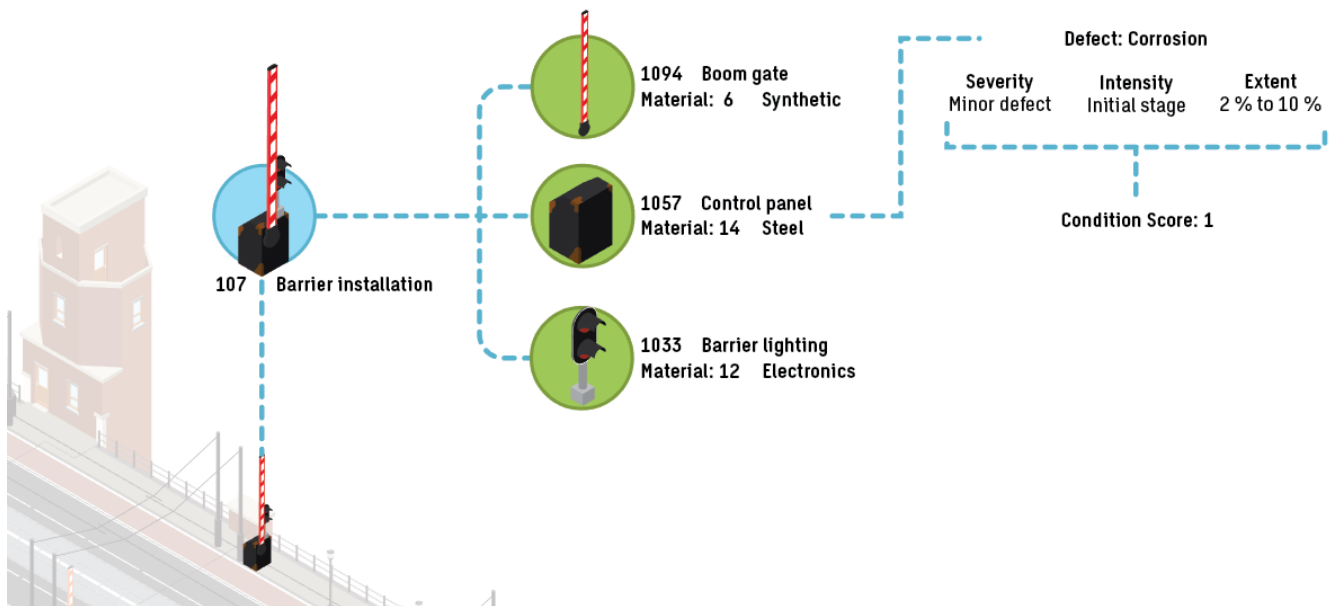 1094 Boom gate
Material: 6 Synthetic
1057 Control panel
Material: 14 Steel
1033 Barrier lighting
Material: 12 Electronics
107 Barrier installation
Defect: Corrosion
Severity
Minor defect
Intensity
Initial stage
Extent
2 % to 10 %
Condition Score: 1